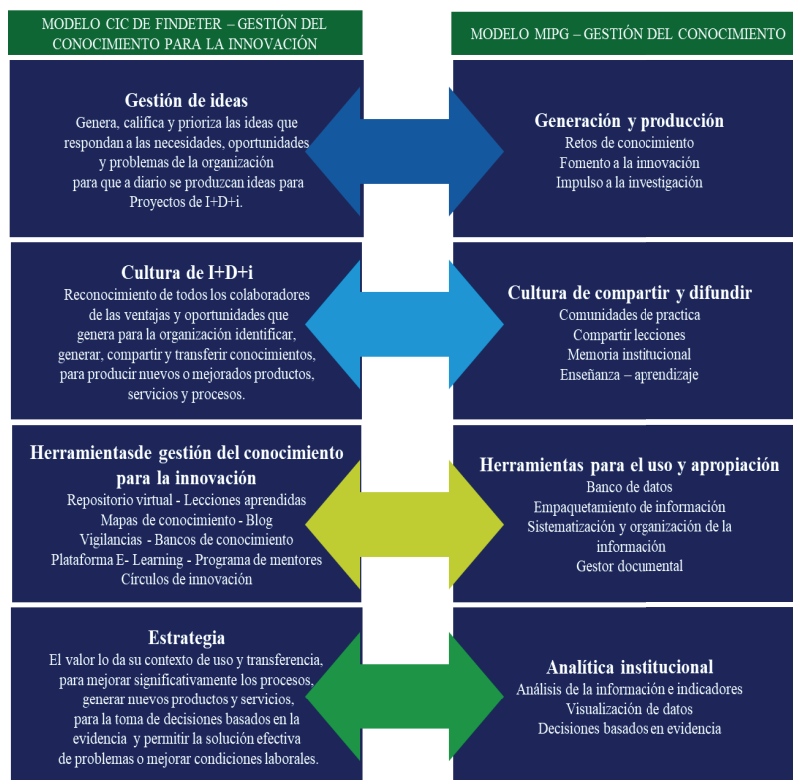 MODELO CIC DE FINDETER – GESTIÓN DEL
CONOCIMIENTO PARA LA INNOVACIÓN
MODELO MIPG – GESTIÓN DEL CONOCIMIENTO
Gestión de ideas
Genera, califica y prioriza las ideas que
respondan a las necesidades, oportunidades
y problemas de la organización
para que a diario se produzcan ideas para
Proyectos de I+D+i.
Generación y producción
Retos de conocimiento
Fomento a la innovación
Impulso a la investigación
Cultura de I+D+i
Reconocimiento de todos los colaboradores
de las ventajas y oportunidades que
genera para la organización identificar,
generar, compartir y transferir conocimientos,
para producir nuevos o mejorados productos,
servicios y procesos.
Cultura de compartir y difundir
Comunidades de practica
Compartir lecciones
Memoria institucional
Enseñanza – aprendizaje
Herramientasde gestión del conocimiento
para la innovación
Repositorio virtual - Lecciones aprendidas
Mapas de conocimiento - Blog
Vigilancias - Bancos de conocimiento
Plataforma E- Learning - Programa de mentores
Círculos de innovación
Herramientas para el uso y apropiación
Banco de datos
Empaquetamiento de información
Sistematización y organización de la
información
Gestor documental
Estrategia
El valor lo da su contexto de uso y transferencia,
para mejorar significativamente los procesos,
generar nuevos productos y servicios,
para la toma de decisiones basados en la
evidencia y permitir la solución efectiva
de problemas o mejorar condiciones laborales.
Analítica institucional
Análisis de la información e indicadores
Visualización de datos
Decisiones basados en evidencia